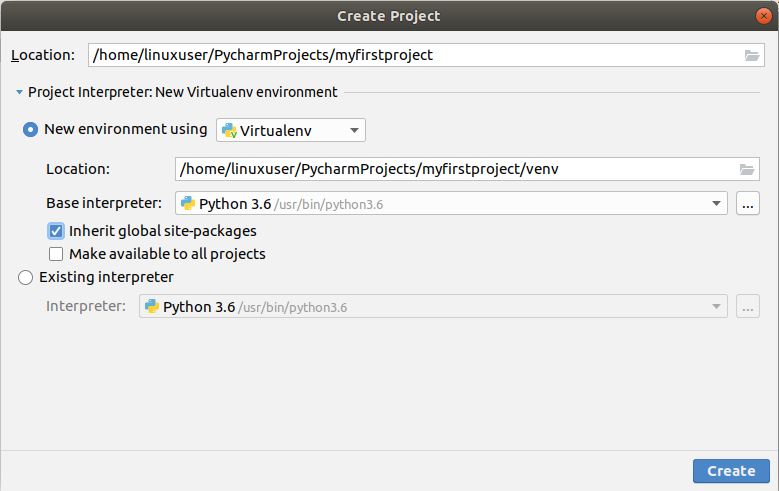 Create Project
Location: /home/linuxuser/PycharmProjects/myfirstproject
Project Interpreter: New Virtualenv environment
New environment using Virtualenv
Location: /home/linuxuser/PycharmProjects/myfirstproject/venv
Base interpreter: Python 3.6 /usr/bin/python3.6 ...
Inherit global site-packages
Make available to all projects
Existing interpreter
Interpreter: Python 3.6 /usr/bin/python3.6 ...
Create